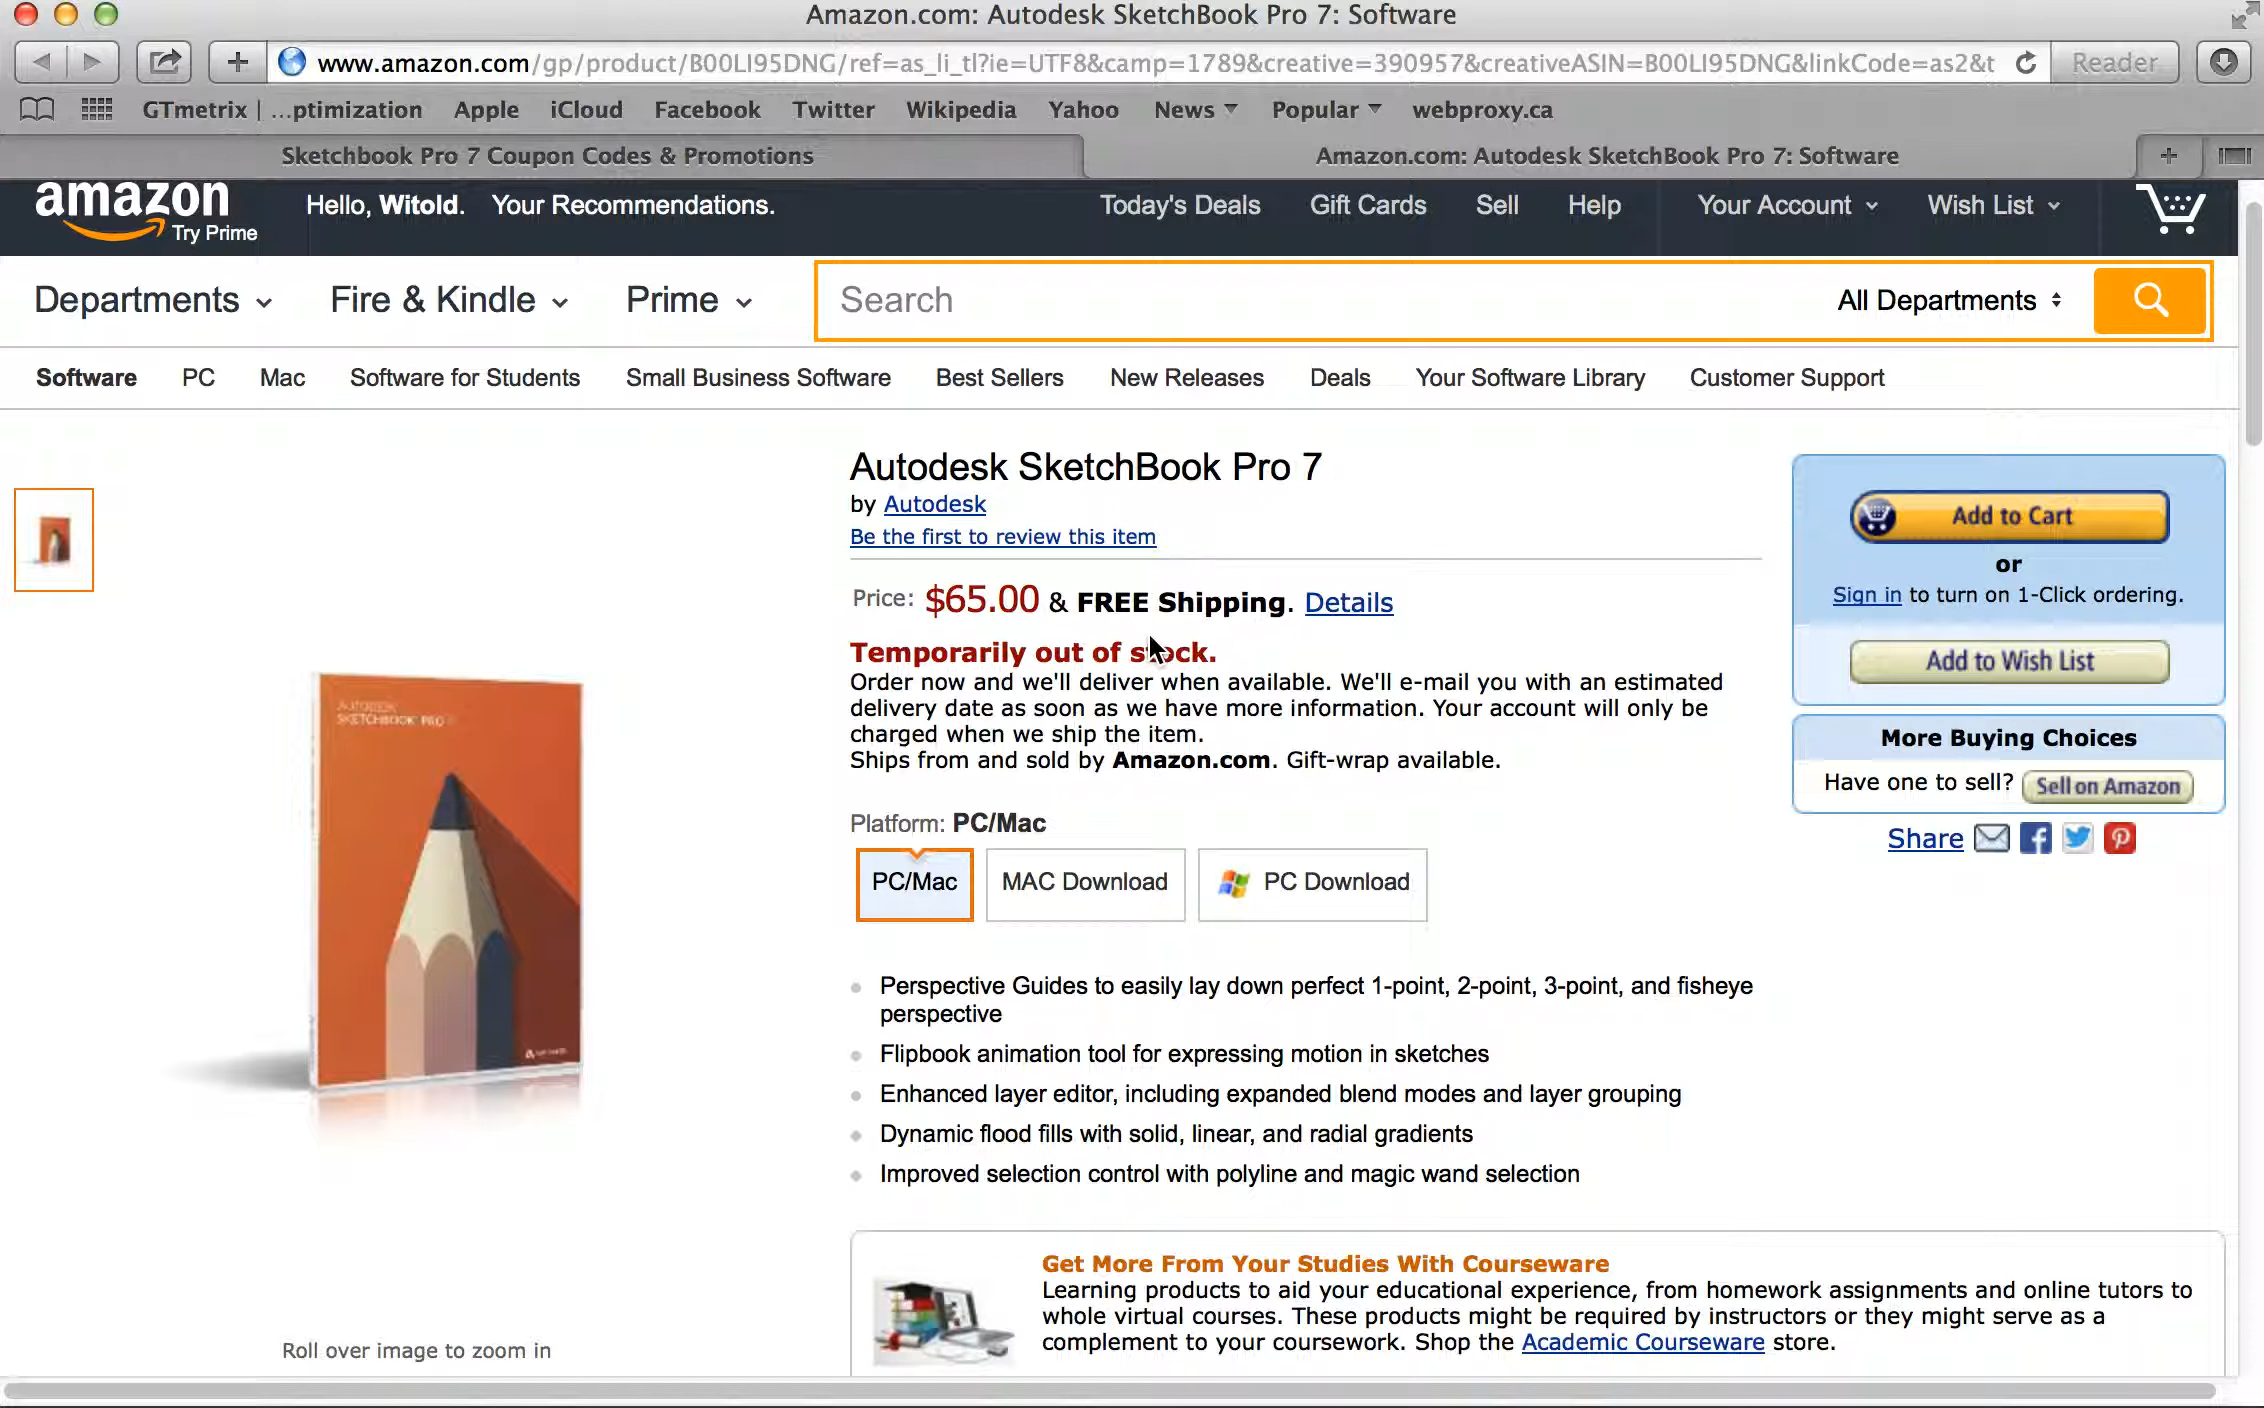 Amazon.com: Autodesk SketchBook Pro 7: Software
www.amazon.com/gp/product/B00LI95DNG/ref=as_li_tl?ie=UTF8&camp=1789&creative=390957&creativeASIN=B00LI95DNG&linkCode=as2&t
Reader
GTmetrix | ...ptimization Apple iCloud Facebook Twitter Wikipedia Yahoo News Popular webproxy.ca
Sketchbook Pro 7 Coupon Codes & Promotions
Amazon.com: Autodesk SketchBook Pro 7: Software
amazon
Try Prime
Hello, Witold. Your Recommendations.
Today's Deals Gift Cards Sell Help Your Account Wish List
Departments Fire & Kindle Prime Search All Departments
Software PC Mac Software for Students Small Business Software Best Sellers New Releases Deals Your Software Library Customer Support
Autodesk SketchBook Pro 7
by Autodesk
Be the first to review this item
Price: $65.00 & FREE Shipping. Details
Temporarily out of stock.
Order now and we'll deliver when available. We'll e-mail you with an estimated
delivery date as soon as we have more information. Your account will only be
charged when we ship the item.
Ships from and sold by Amazon.com. Gift-wrap available.
Platform: PC/Mac
PC/Mac MAC Download PC Download
Perspective Guides to easily lay down perfect 1-point, 2-point, 3-point, and fisheye
perspective
Flipbook animation tool for expressing motion in sketches
Enhanced layer editor, including expanded blend modes and layer grouping
Dynamic flood fills with solid, linear, and radial gradients
Improved selection control with polyline and magic wand selection
Get More From Your Studies With Courseware
Learning products to aid your educational experience, from homework assignments and online tutors to
whole virtual courses. These products might be required by instructors or they might serve as a
complement to your coursework. Shop the Academic Courseware store.
Add to Cart
or
Sign in to turn on 1-Click ordering.
Add to Wish List
More Buying Choices
Have one to sell? Sell on Amazon
Share
AUTODESK
SKETCHBOOK PRO
Roll over image to zoom in